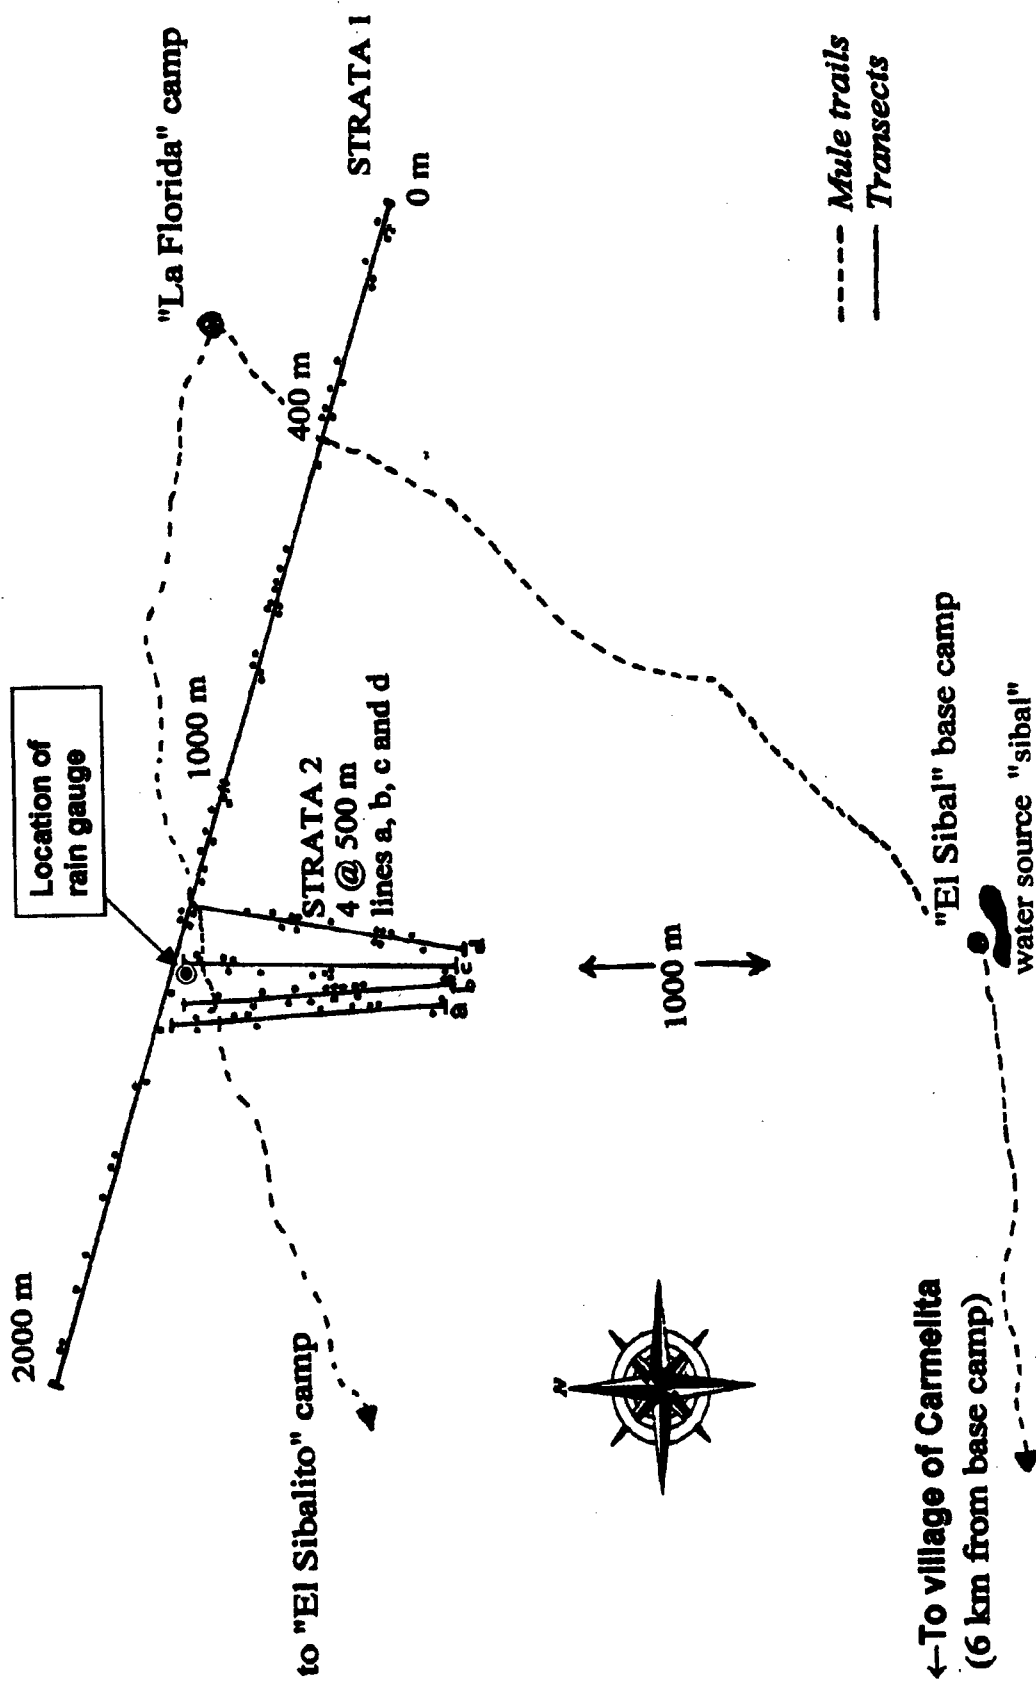 2000 m
Location of
rain gauge
1000 m
400 m
"La Florida" camp
STRATA 1
0 m
STRATA 2
4 @ 500 m
lines a, b, c and d
a
b
c
d
to "El Sibalito" camp
N
1000 m
---- Mule trails
—— Transects
"El Sibal" base camp
water source "sibal"
←To village of Carmelita
(6 km from base camp)